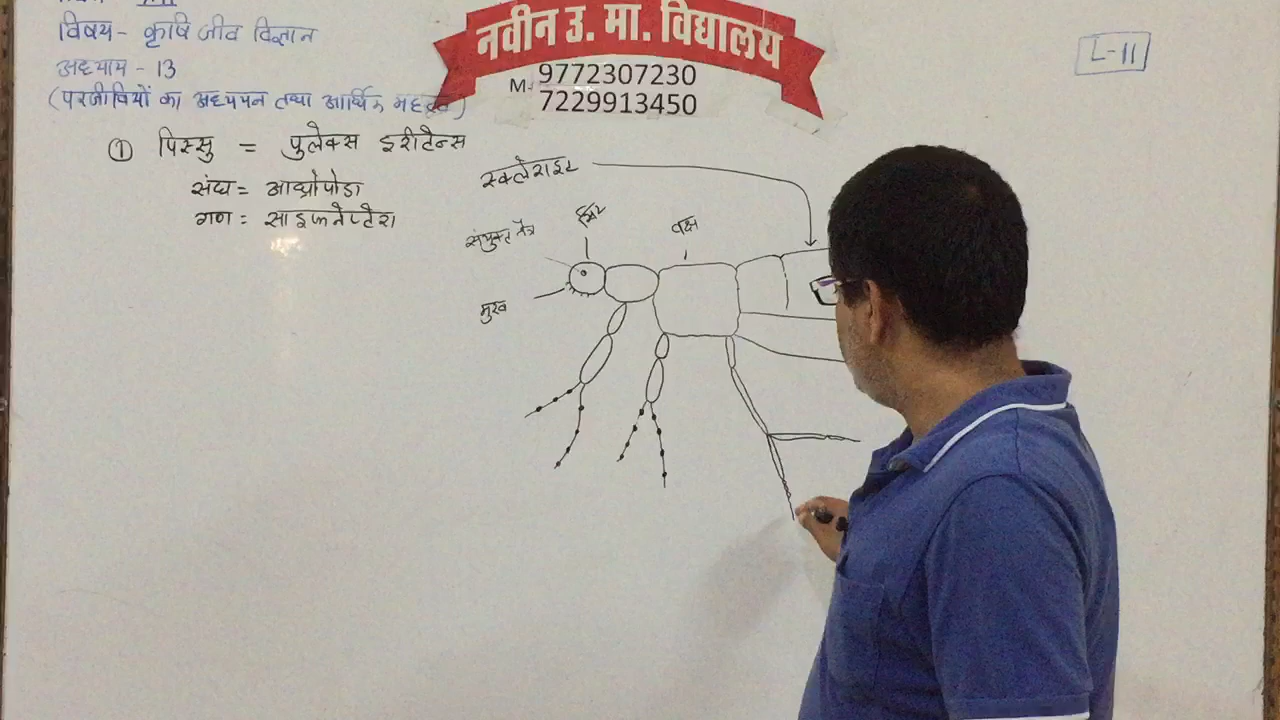 विषय- कृषि जीव विज्ञान
अध्याय - 13
(परजीवियों का अध्ययन तथा आर्थिक महत्व)
नवीन उ. मा. विद्यालय
M. 9772307230
7229913450
L-11
① पिस्सु = पुलेक्स इरीटेन्स
संघ = आर्थ्रोपोडा
गण = साइफनेप्टेरा
स्क्लेराइट
संयुक्त नेत्र
सिर
वक्ष
मुख